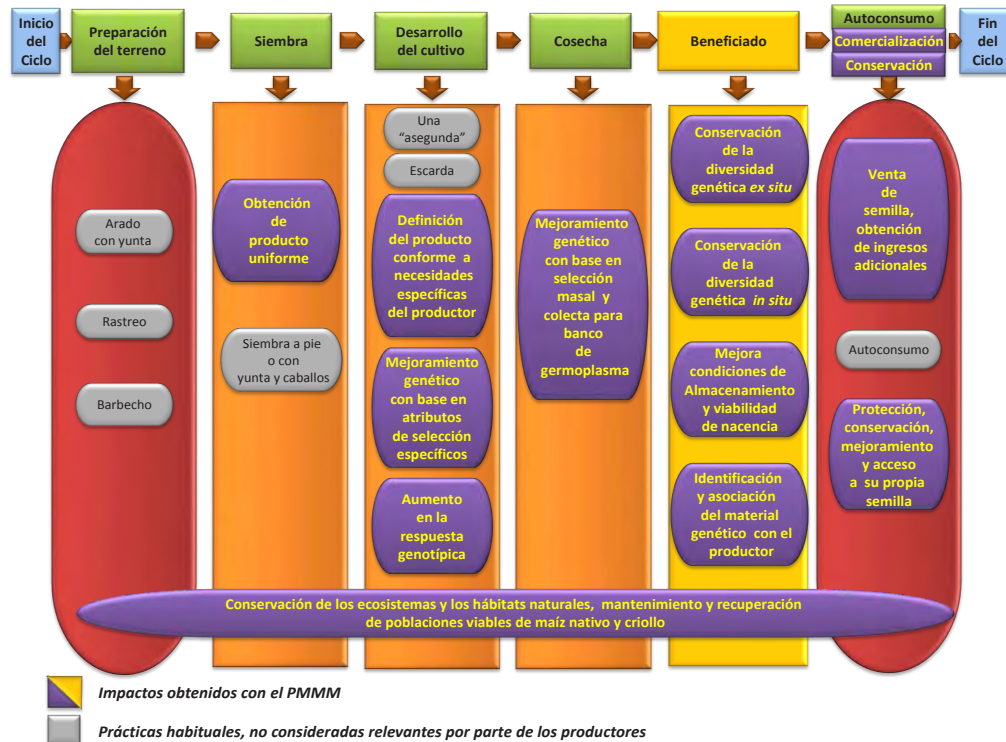 Inicio
del
Ciclo
Preparación
del terreno
Siembra
Desarrollo
del cultivo
Cosecha
Beneficiado
Autoconsumo
Comercialización
Conservación
Fin
del
Ciclo
Arado
con yunta
Rastreo
Barbecho
Obtención
de
producto
uniforme
Siembra a pie
o con
yunta y caballos
Una
“asegunda”
Escarda
Definición
del producto
conforme a
necesidades
específicas
del productor
Mejoramiento
genético
con base en
atributos
de selección
específicos
Aumento
en la
respuesta
genotípica
Mejoramiento
genético
con base en
selección
masal y
colecta para
banco
de
germoplasma
Conservación
de la
diversidad
genética ex situ
Conservación
de la
diversidad
genética in situ
Mejora
condiciones de
Almacenamiento
y viabilidad
de nacencia
Identificación
y asociación
del material
genético con el
productor
Venta
de
semilla,
obtención
de ingresos
adicionales
Autoconsumo
Protección,
conservación,
mejoramiento
y acceso
a su propia
semilla
Conservación de los ecosistemas y los hábitats naturales, mantenimiento y recuperación
de poblaciones viables de maíz nativo y criollo
Impactos obtenidos con el PMMM
Prácticas habituales, no consideradas relevantes por parte de los productores